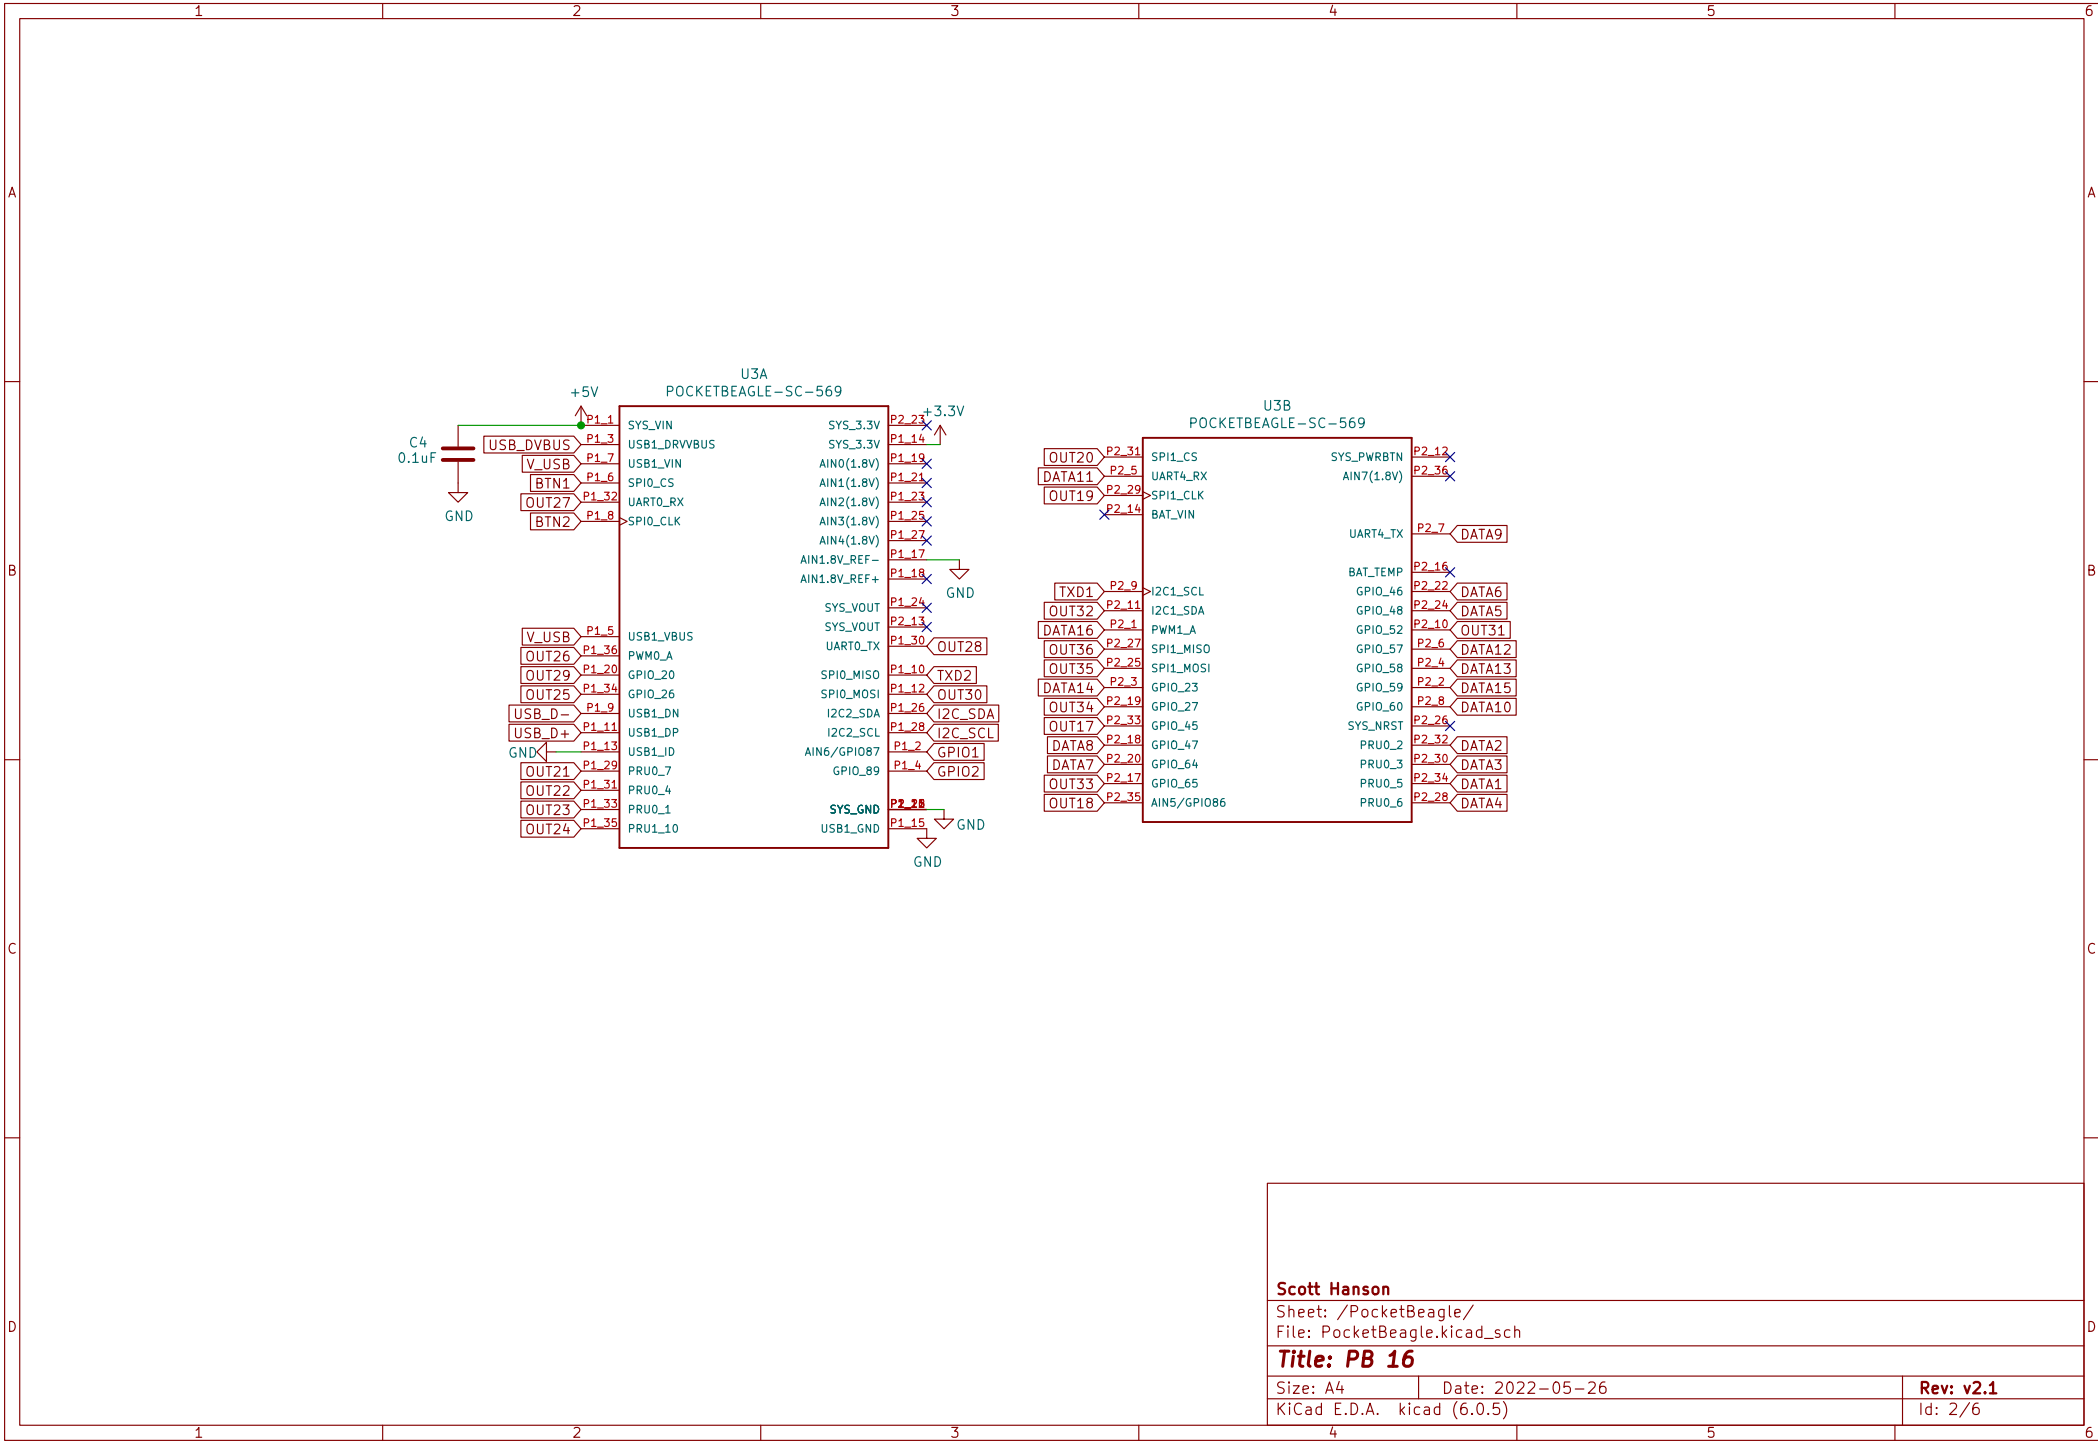 1 2 3 4 5 6
A A
B B
C C
D D
U3A
POCKETBEAGLE-SC-569
+5V
C4
0.1uF
GND
+3.3V
USB_DVBUS
V_USB
BTN1
OUT27
BTN2
P1_1 SYS_VIN
P1_3 USB1_DRVVBUS
P1_7 USB1_VIN
P1_6 SPI0_CS
P1_32 UART0_RX
P1_8 SPI0_CLK
V_USB P1_5 USB1_VBUS
OUT26 P1_36 PWM0_A
OUT29 P1_20 GPIO_20
OUT25 P1_34 GPIO_26
USB_D- P1_9 USB1_DN
USB_D+ P1_11 USB1_DP
GND P1_13 USB1_ID
OUT21 P1_29 PRU0_7
OUT22 P1_31 PRU0_4
OUT23 P1_33 PRU0_1
OUT24 P1_35 PRU1_10
SYS_3.3V P2_23
SYS_3.3V P1_14
AIN0(1.8V) P1_19
AIN1(1.8V) P1_21
AIN2(1.8V) P1_23
AIN3(1.8V) P1_25
AIN4(1.8V) P1_27
AIN1.8V_REF- P1_17
AIN1.8V_REF+ P1_18
GND
SYS_VOUT P1_24
SYS_VOUT P2_13
UART0_TX P1_30 OUT28
SPI0_MISO P1_10 TXD2
SPI0_MOSI P1_12 OUT30
I2C2_SDA P1_26 I2C_SDA
I2C2_SCL P1_28 I2C_SCL
AIN6/GPIO87 P1_2 GPIO1
GPIO_89 P1_4 GPIO2
SYS_GND GND
USB1_GND P1_15
GND
U3B
POCKETBEAGLE-SC-569
OUT20 P2_31 SPI1_CS
DATA11 P2_5 UART4_RX
OUT19 P2_29 SPI1_CLK
P2_14 BAT_VIN
TXD1 P2_9 I2C1_SCL
OUT32 P2_11 I2C1_SDA
DATA16 P2_1 PWM1_A
OUT36 P2_27 SPI1_MISO
OUT35 P2_25 SPI1_MOSI
DATA14 P2_3 GPIO_23
OUT34 P2_19 GPIO_27
OUT17 P2_33 GPIO_45
DATA8 P2_18 GPIO_47
DATA7 P2_20 GPIO_64
OUT33 P2_17 GPIO_65
OUT18 P2_35 AIN5/GPIO86
SYS_PWRBTN P2_12
AIN7(1.8V) P2_36
UART4_TX P2_7 DATA9
BAT_TEMP P2_16
GPIO_46 P2_22 DATA6
GPIO_48 P2_24 DATA5
GPIO_52 P2_10 OUT31
GPIO_57 P2_6 DATA12
GPIO_58 P2_4 DATA13
GPIO_59 P2_2 DATA15
GPIO_60 P2_8 DATA10
SYS_NRST P2_26
PRU0_2 P2_32 DATA2
PRU0_3 P2_30 DATA3
PRU0_5 P2_34 DATA1
PRU0_6 P2_28 DATA4
Scott Hanson
Sheet: /PocketBeagle/
File: PocketBeagle.kicad_sch
Title: PB 16
Size: A4 Date: 2022-05-26 Rev: v2.1
KiCad E.D.A. kicad (6.0.5) Id: 2/6
1 2 3 4 5 6